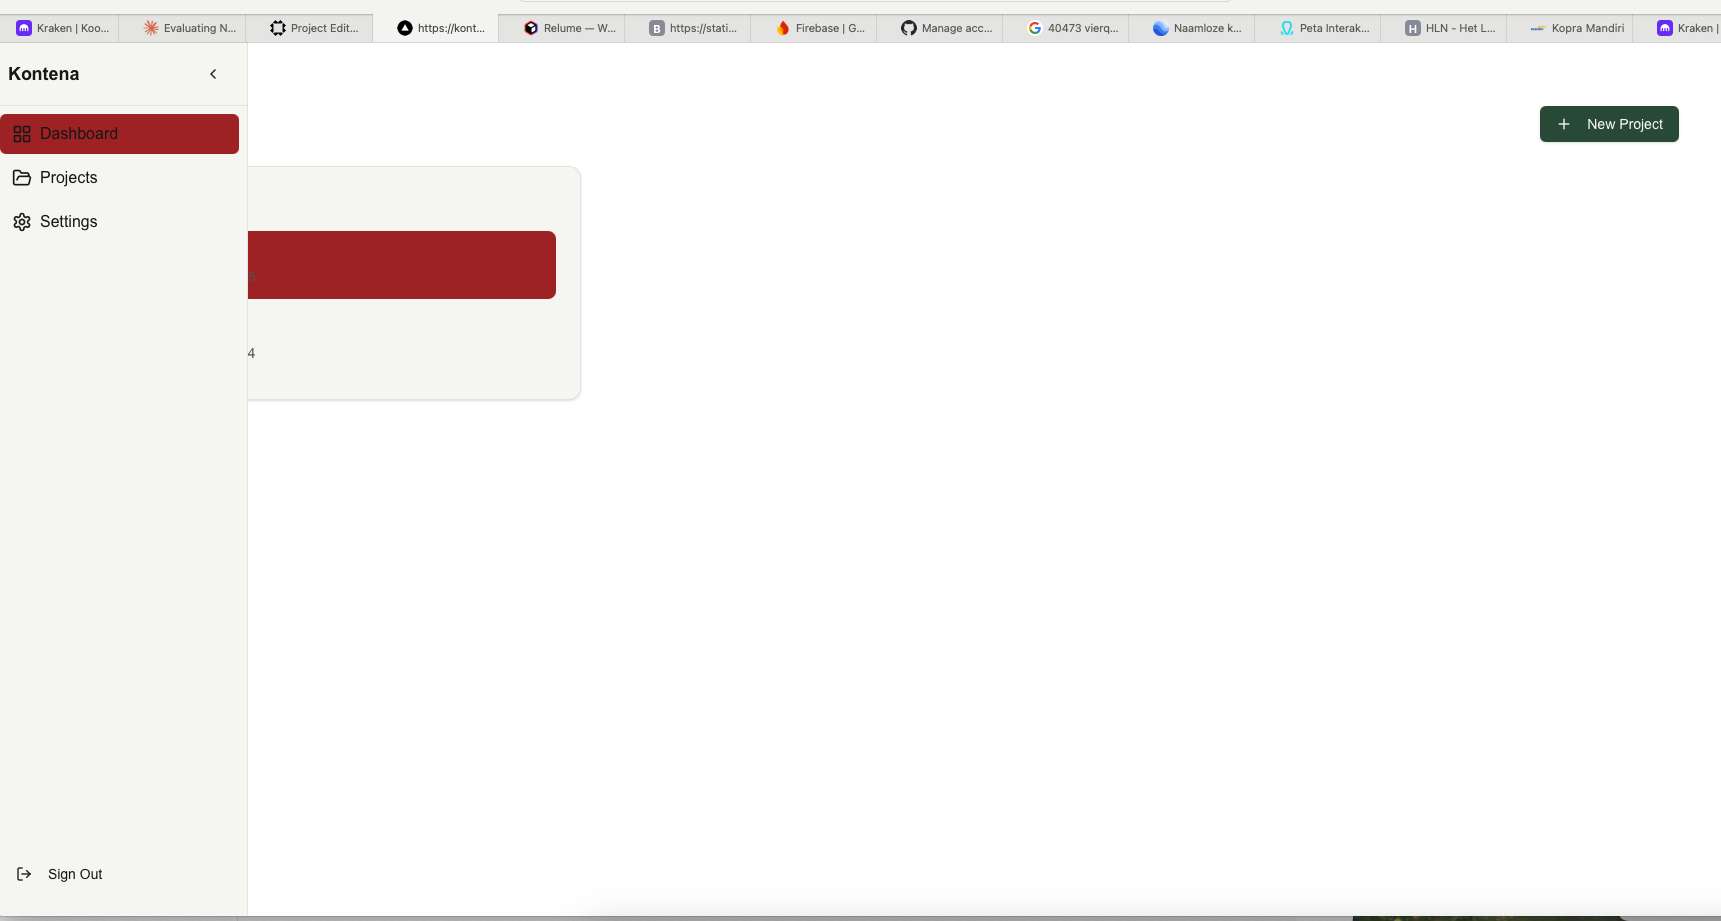 Kraken | Koo...
Evaluating N...
Project Edit...
https://kont...
Relume — W...
B
https://stati...
Firebase | G...
Manage acc...
40473 vierq...
Naamloze k...
Peta Interak...
H
HLN - Het L...
Kopra Mandiri
Kraken |
Kontena
New Project
Dashboard
Projects
Settings
5
4
Sign Out